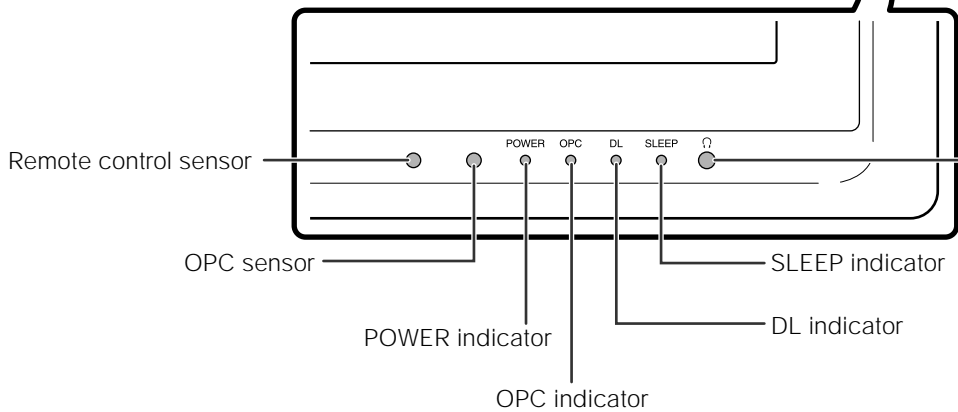 POWER OPC DL SLEEP
Remote control sensor
OPC sensor
SLEEP indicator
POWER indicator
DL indicator
OPC indicator